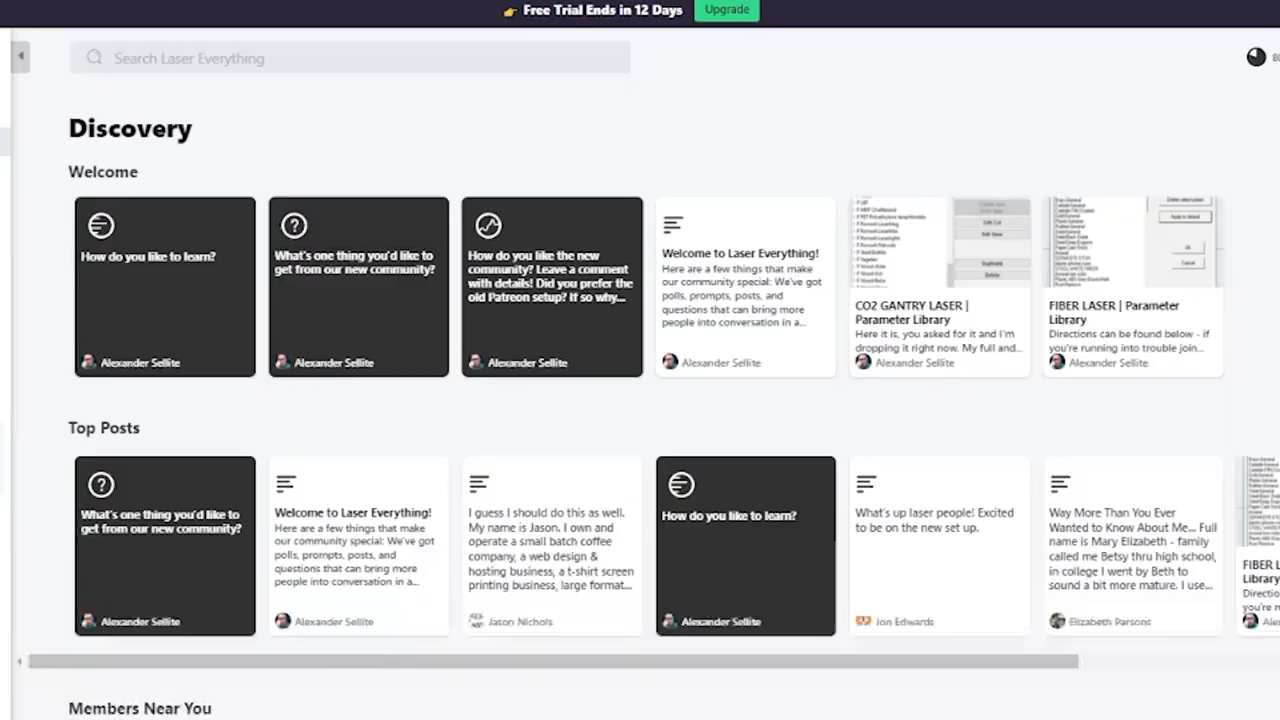 Free Trial Ends in 12 Days
Upgrade
Search Laser Everything
Discovery
Welcome
How do you like to learn?
Alexander Sellite
What's one thing you'd like to
get from our new community?
Alexander Sellite
How do you like the new
community? Leave a comment
with details! Did you prefer the
old Patreon setup? If so why...
Alexander Sellite
Welcome to Laser Everything!
Here are a few things that make
our community special: We've got
polls, prompts, posts, and
questions that can bring more
people into conversation in a...
Alexander Sellite
Edit Cut
Duplicate
Delete
CO2 GANTRY LASER |
Parameter Library
Here it is, you asked for it and I'm
dropping it right now. My full and...
Alexander Sellite
OK
Cancel
FIBER LASER | Parameter
Library
Directions can be found below - if
you're running into trouble join...
Alexander Sellite
Top Posts
What's one thing you'd like to
get from our new community?
Alexander Sellite
Welcome to Laser Everything!
Here are a few things that make
our community special: We've got
polls, prompts, posts, and
questions that can bring more
people into conversation in a...
Alexander Sellite
I guess I should do this as well.
My name is Jason. I own and
operate a small batch coffee
company, a web design &
hosting business, a t-shirt screen
printing business, large format...
Jason Nichols
How do you like to learn?
Alexander Sellite
What's up laser people! Excited
to be on the new set up.
Jon Edwards
Way More Than You Ever
Wanted to Know About Me... Full
name is Mary Elizabeth - family
called me Betsy thru high school,
in college I went by Beth to
sound a bit more mature. I use...
Elizabeth Parsons
FIBER L
Library
Directio
you're n
Ale
Members Near You